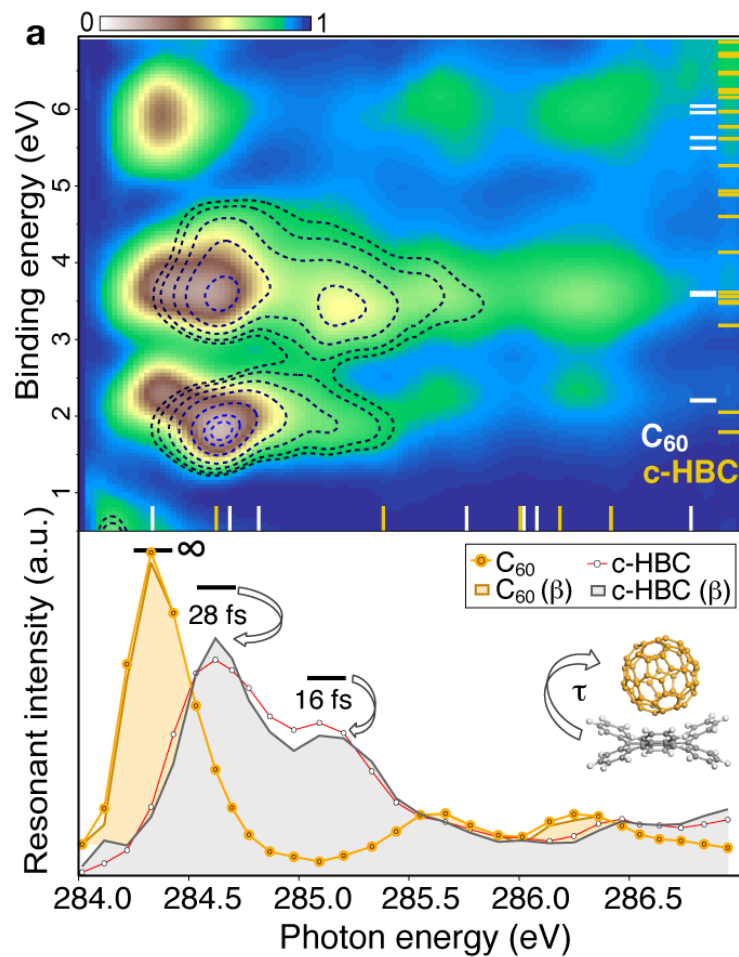 a
0 1
Binding energy (eV)
6
5
4
3
2
1
C60
c-HBC
Resonant intensity (a.u.)
∞
28 fs
16 fs
C60
c-HBC
C60 (β)
c-HBC (β)
τ
284.0 284.5 285.0 285.5 286.0 286.5
Photon energy (eV)